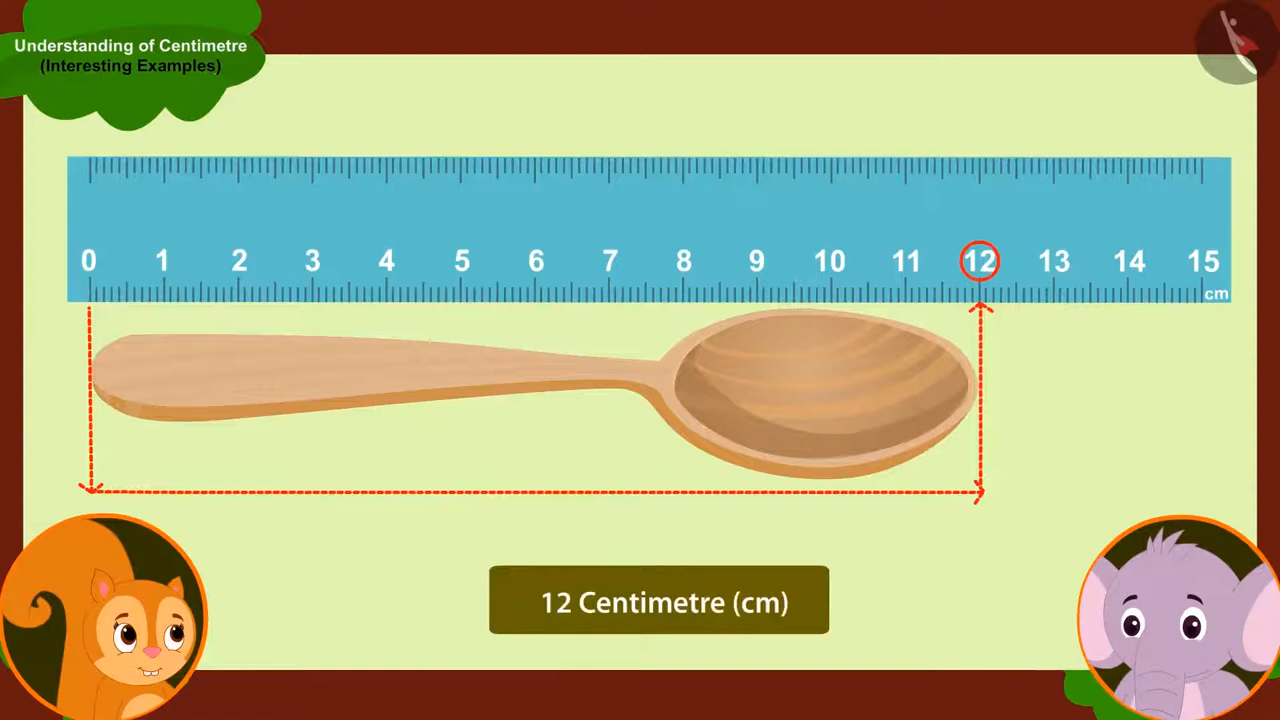 Understanding of Centimetre
(Interesting Examples)
0 1 2 3 4 5 6 7 8 9 10 11 12 13 14 15
cm
12 Centimetre (cm)